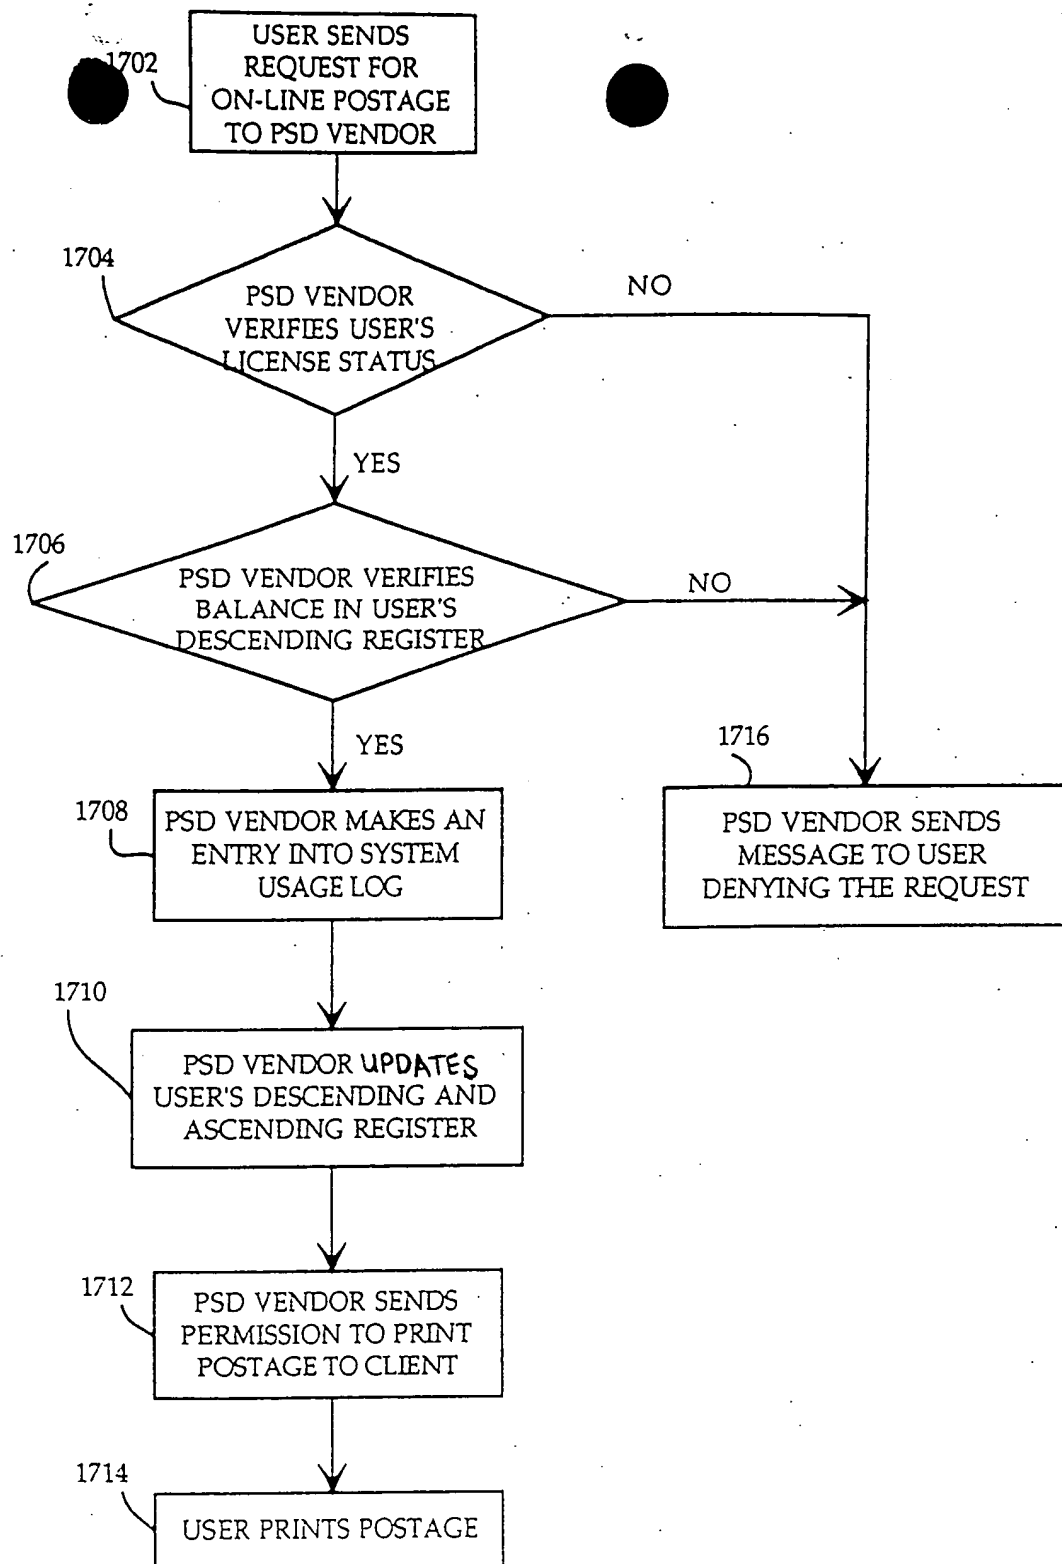 1702
USER SENDS
REQUEST FOR
ON-LINE POSTAGE
TO PSD VENDOR
1704
PSD VENDOR
VERIFIES USER'S
LICENSE STATUS
NO
YES
1706
PSD VENDOR VERIFIES
BALANCE IN USER'S
DESCENDING REGISTER
NO
YES
1708
PSD VENDOR MAKES AN
ENTRY INTO SYSTEM
USAGE LOG
1716
PSD VENDOR SENDS
MESSAGE TO USER
DENYING THE REQUEST
1710
PSD VENDOR UPDATES
USER'S DESCENDING AND
ASCENDING REGISTER
1712
PSD VENDOR SENDS
PERMISSION TO PRINT
POSTAGE TO CLIENT
1714
USER PRINTS POSTAGE